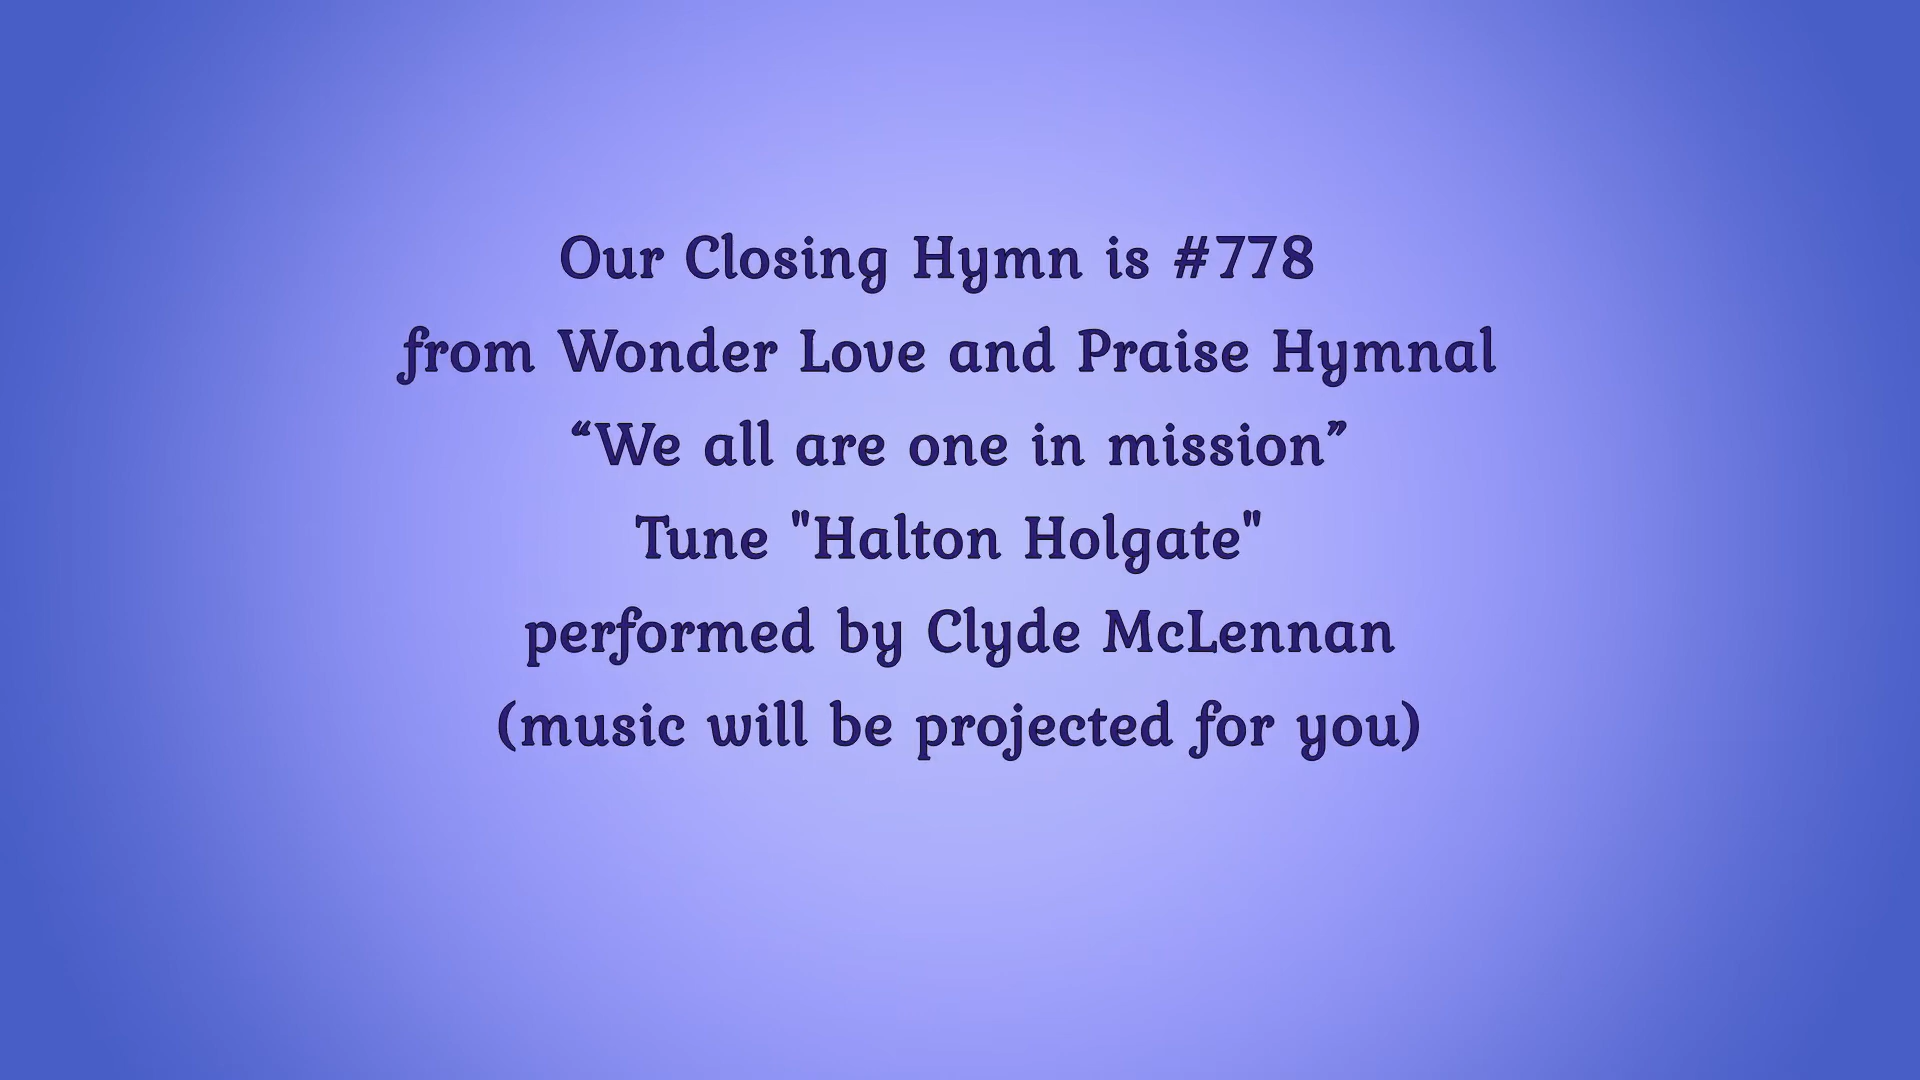 Our Closing Hymn is #778
from Wonder Love and Praise Hymnal
“We all are one in mission”
Tune "Halton Holgate"
performed by Clyde McLennan
(music will be projected for you)